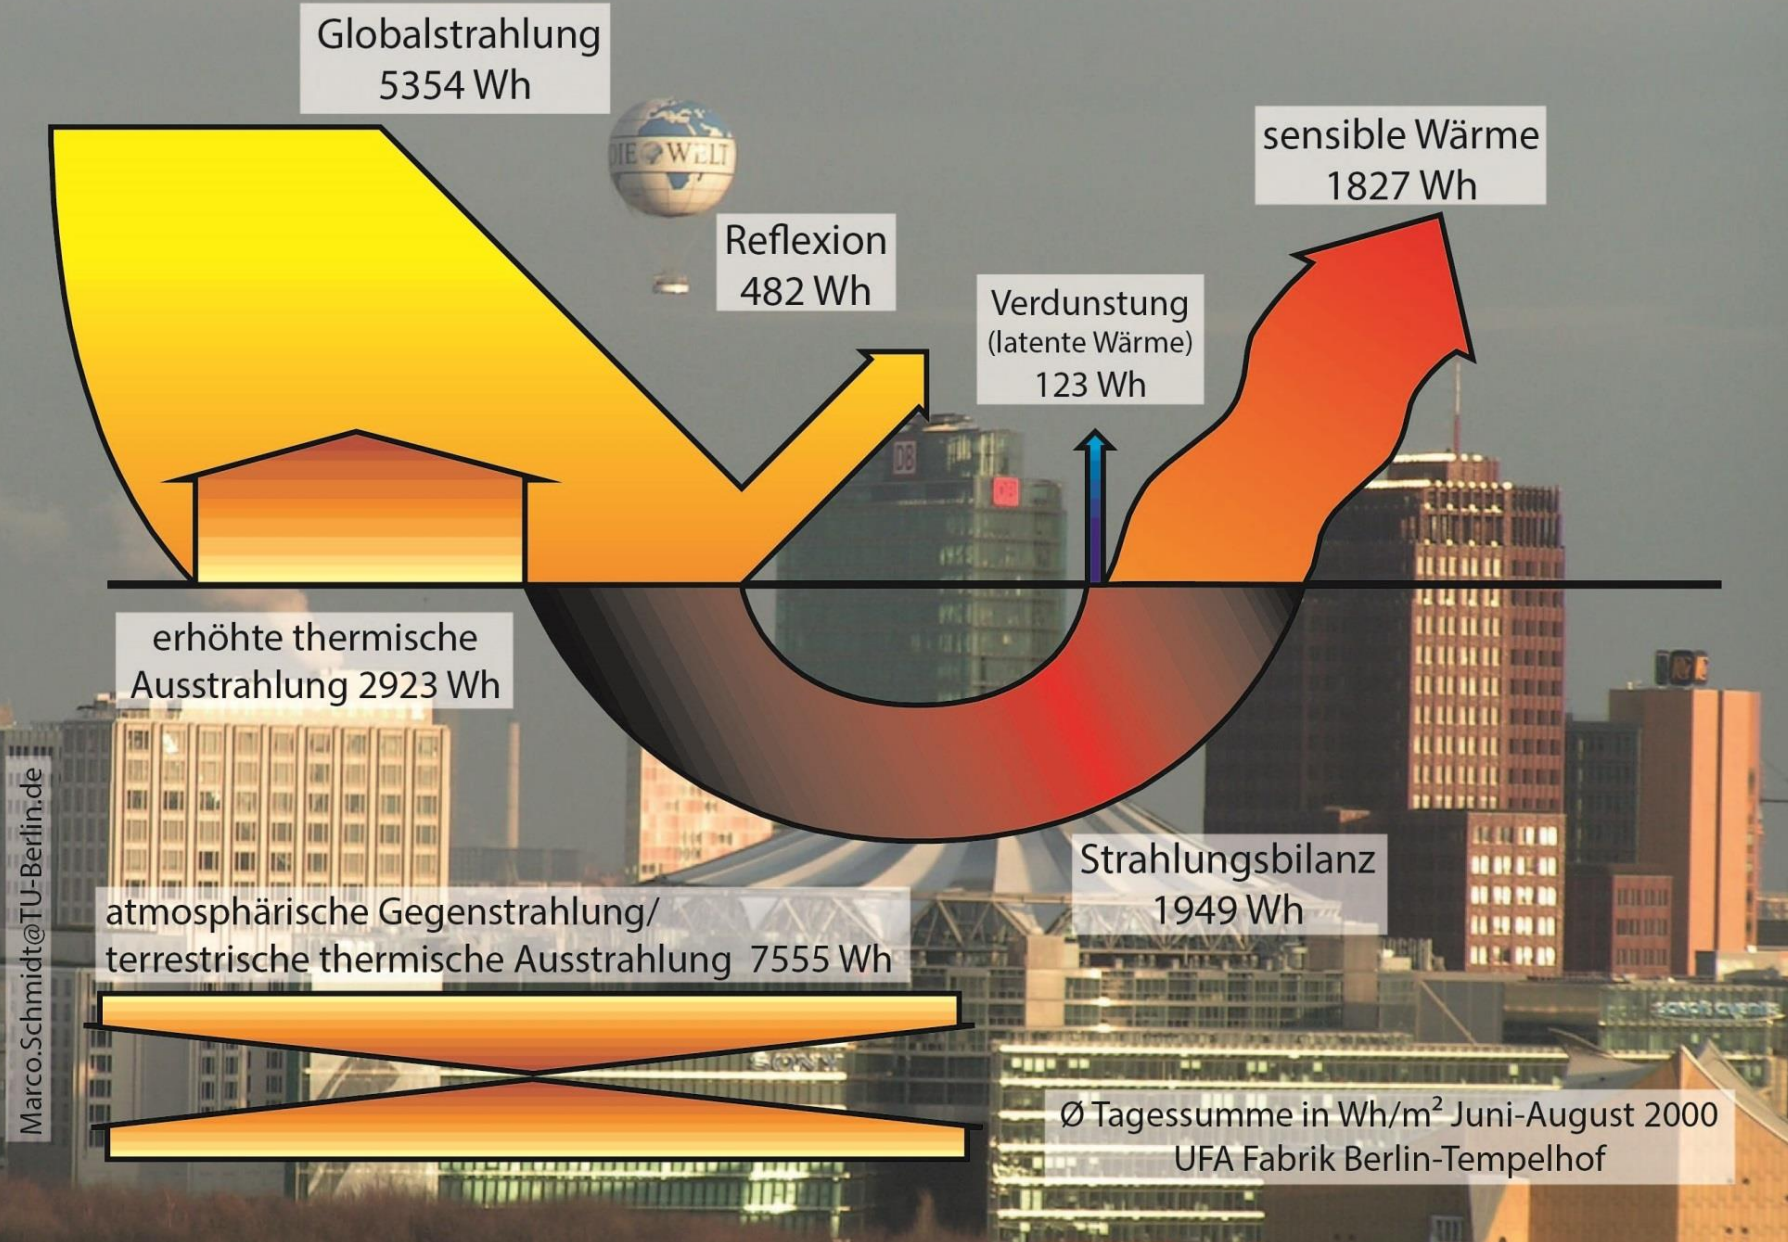 Globalstrahlung
5354 Wh
DIE WELT
sensible Wärme
1827 Wh
Reflexion
482 Wh
Verdunstung
(latente Wärme)
123 Wh
DB
erhöhte thermische
Ausstrahlung 2923 Wh
Strahlungsbilanz
1949 Wh
atmosphärische Gegenstrahlung/
terrestrische thermische Ausstrahlung 7555 Wh
SONY
Ø Tagessumme in Wh/m² Juni-August 2000
UFA Fabrik Berlin-Tempelhof
Marco.Schmidt@TU-Berlin.de